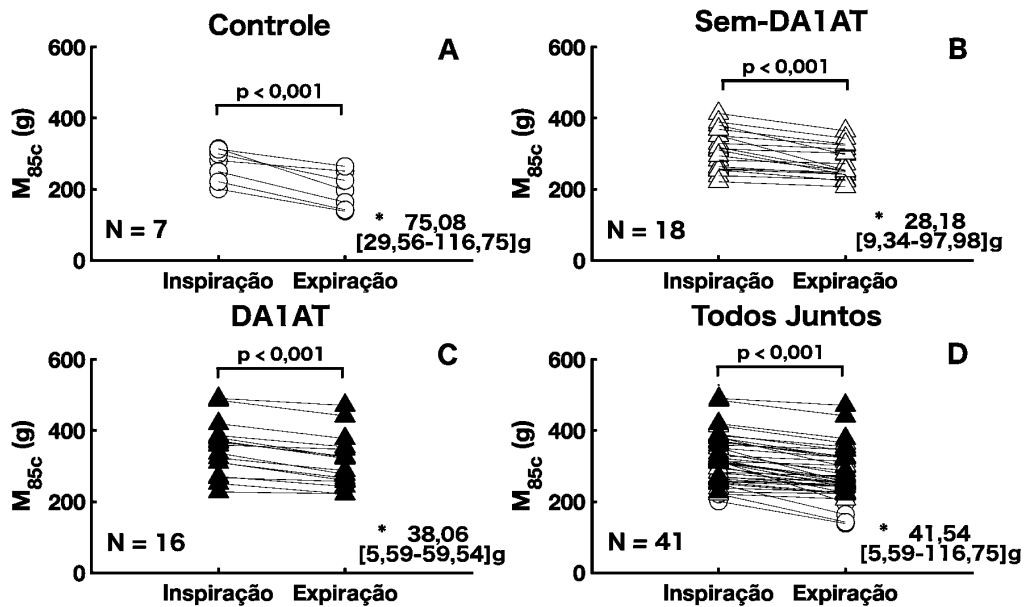 Controle
A
600
400
200
0
M85c (g)
p < 0,001
N = 7
* 75,08
[29,56-116,75]g
Inspiração Expiração
Sem-DA1AT
B
600
400
200
0
M85c (g)
p < 0,001
N = 18
* 28,18
[9,34-97,98]g
Inspiração Expiração
DA1AT
C
600
400
200
0
M85c (g)
p < 0,001
N = 16
* 38,06
[5,59-59,54]g
Inspiração Expiração
Todos Juntos
D
600
400
200
0
M85c (g)
p < 0,001
N = 41
* 41,54
[5,59-116,75]g
Inspiração Expiração